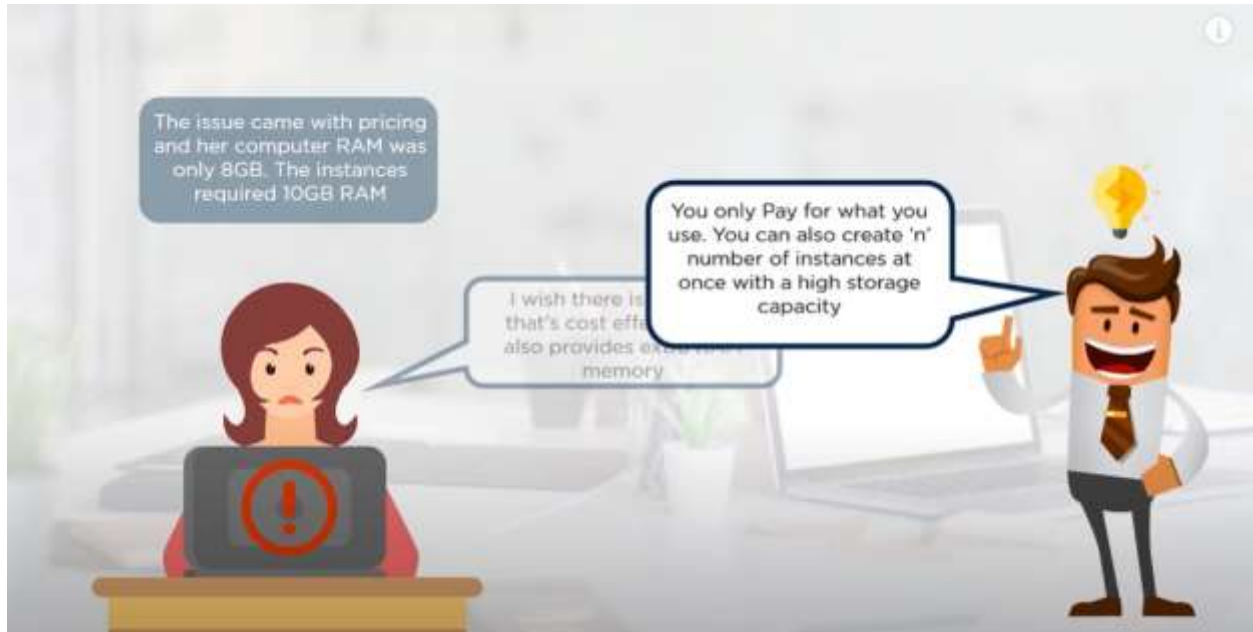 The issue came with pricing
and her computer RAM was
only 8GB. The instances
required 10GB RAM
You only Pay for what you
use. You can also create 'n'
number of instances at
once with a high storage
capacity
I wish there is
that's cost
also provides
memory